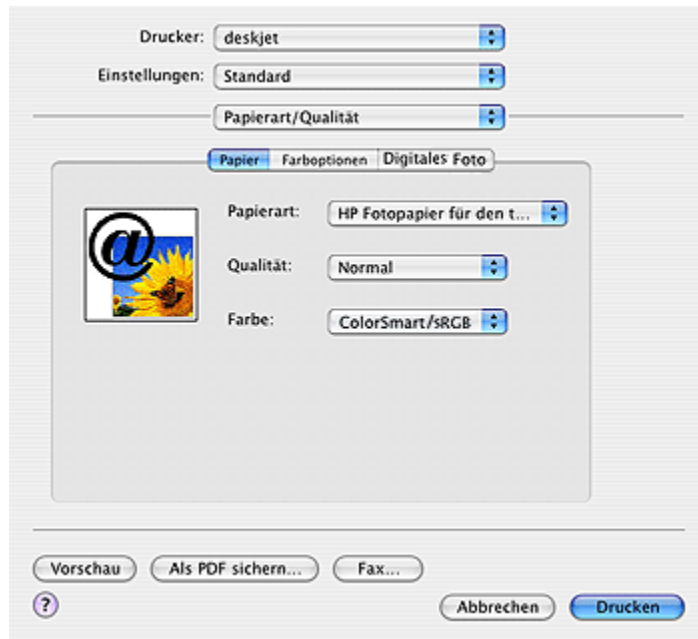 Drucker: deskjet
Einstellungen: Standard
Papierart/Qualität
Papier Farboptionen Digitales Foto
@
Papierart: HP Fotopapier für den t...
Qualität: Normal
Farbe: ColorSmart/sRGB
Vorschau Als PDF sichern... Fax...
? Abbrechen Drucken